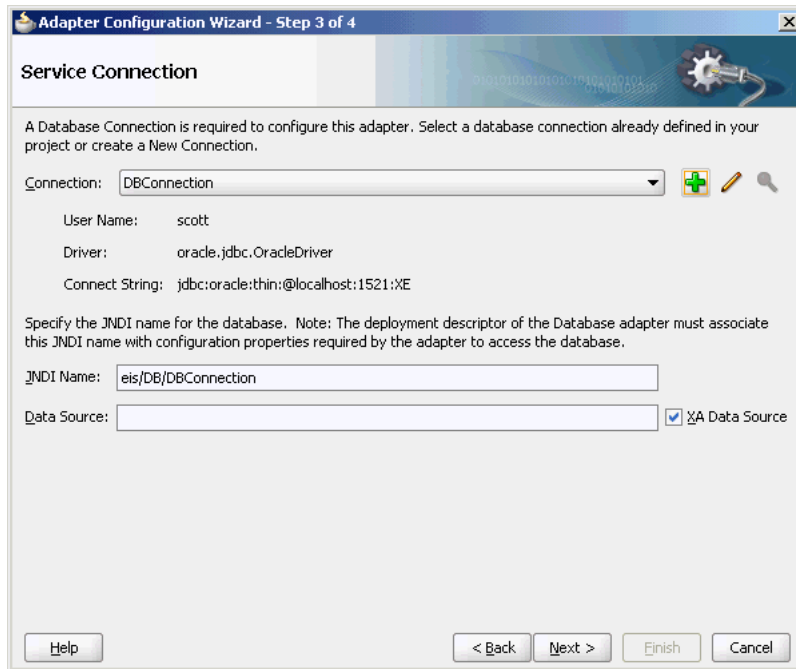 Adapter Configuration Wizard - Step 3 of 4
Service Connection
A Database Connection is required to configure this adapter. Select a database connection already defined in your
project or create a New Connection.
Connection: DBConnection
User Name: scott
Driver: oracle.jdbc.OracleDriver
Connect String: jdbc:oracle:thin:@localhost:1521:XE
Specify the JNDI name for the database. Note: The deployment descriptor of the Database adapter must associate
this JNDI name with configuration properties required by the adapter to access the database.
JNDI Name: eis/DB/DBConnection
Data Source: XA Data Source
Help < Back Next > Finish Cancel